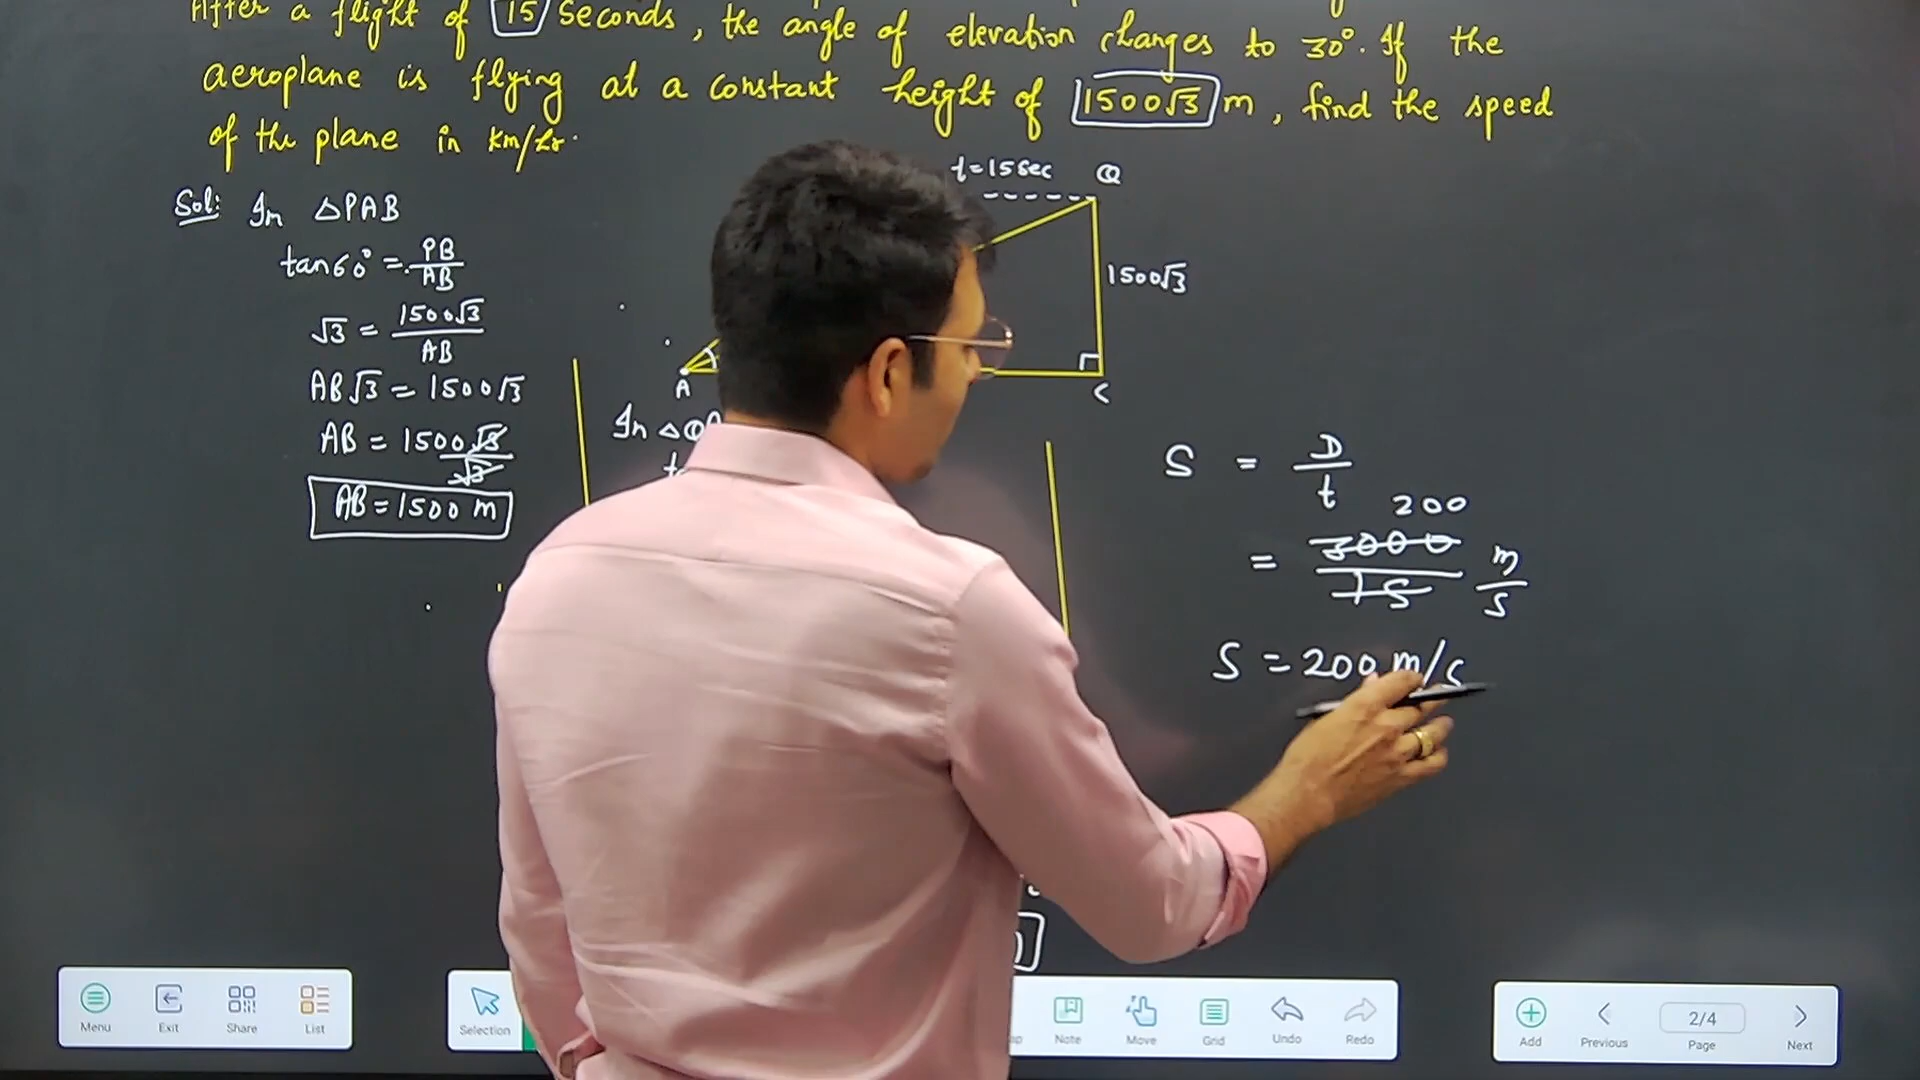 After a flight of 15 Seconds, the angle of elevation changes to 30°. If the
aeroplane is flying at a constant height of 1500√3 m, find the speed
of the plane in km/hr.
Sol: In △PAB
tan60° = PB/AB
√3 = 1500√3/AB
AB√3 = 1500√3
AB = 1500√3/√3
AB = 1500 m
t=15sec Q
1500√3
A
C
In △Q
S = D/t
200
= 3000/15 m/s
S = 200 m/s
Menu Exit Share List
Selection Note Move Grid Undo Redo
Add Previous 2/4 Page Next